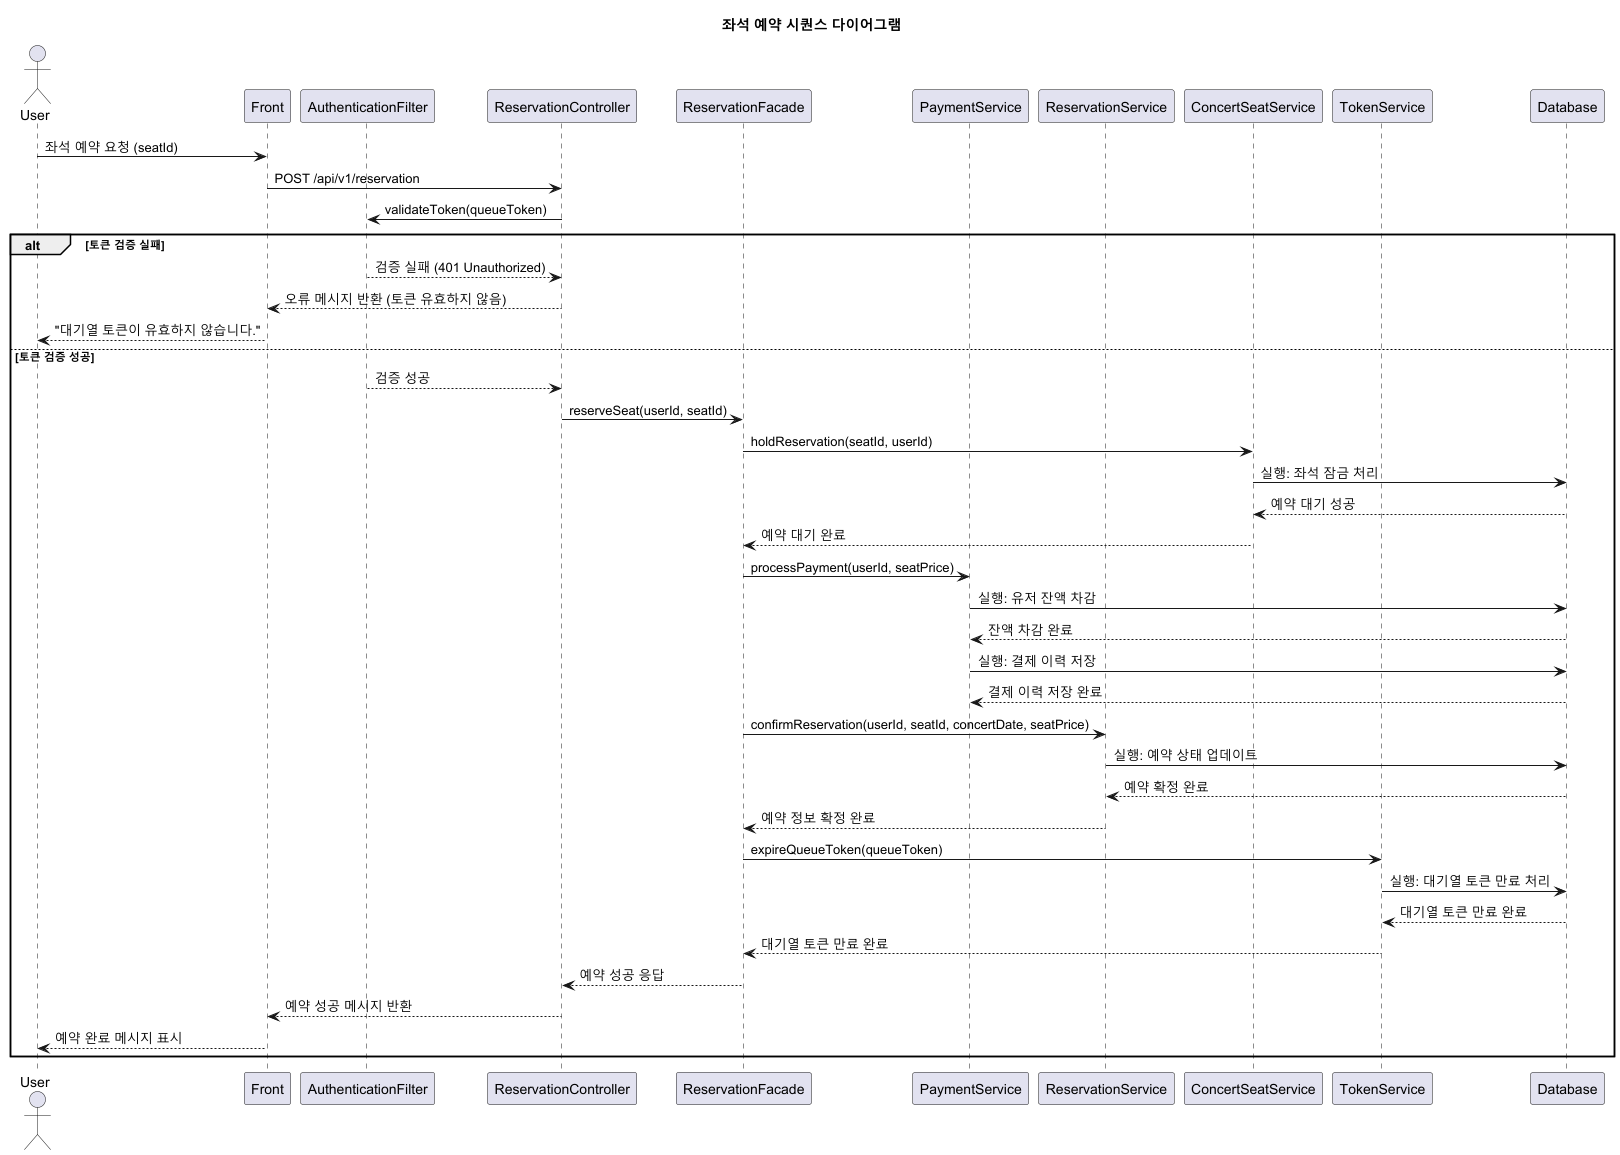 좌석 예약 시퀀스 다이어그램
User
Front
AuthenticationFilter
ReservationController
ReservationFacade
PaymentService
ReservationService
ConcertSeatService
TokenService
Database
좌석 예약 요청 (seatId)
POST /api/v1/reservation
validateToken(queueToken)
alt
[토큰 검증 실패]
검증 실패 (401 Unauthorized)
오류 메시지 반환 (토큰 유효하지 않음)
"대기열 토큰이 유효하지 않습니다."
[토큰 검증 성공]
검증 성공
reserveSeat(userId, seatId)
holdReservation(seatId, userId)
실행: 좌석 잠금 처리
예약 대기 성공
예약 대기 완료
processPayment(userId, seatPrice)
실행: 유저 잔액 차감
잔액 차감 완료
실행: 결제 이력 저장
결제 이력 저장 완료
confirmReservation(userId, seatId, concertDate, seatPrice)
실행: 예약 상태 업데이트
예약 확정 완료
예약 정보 확정 완료
expireQueueToken(queueToken)
실행: 대기열 토큰 만료 처리
대기열 토큰 만료 완료
대기열 토큰 만료 완료
예약 성공 응답
예약 성공 메시지 반환
예약 완료 메시지 표시
User
Front
AuthenticationFilter
ReservationController
ReservationFacade
PaymentService
ReservationService
ConcertSeatService
TokenService
Database